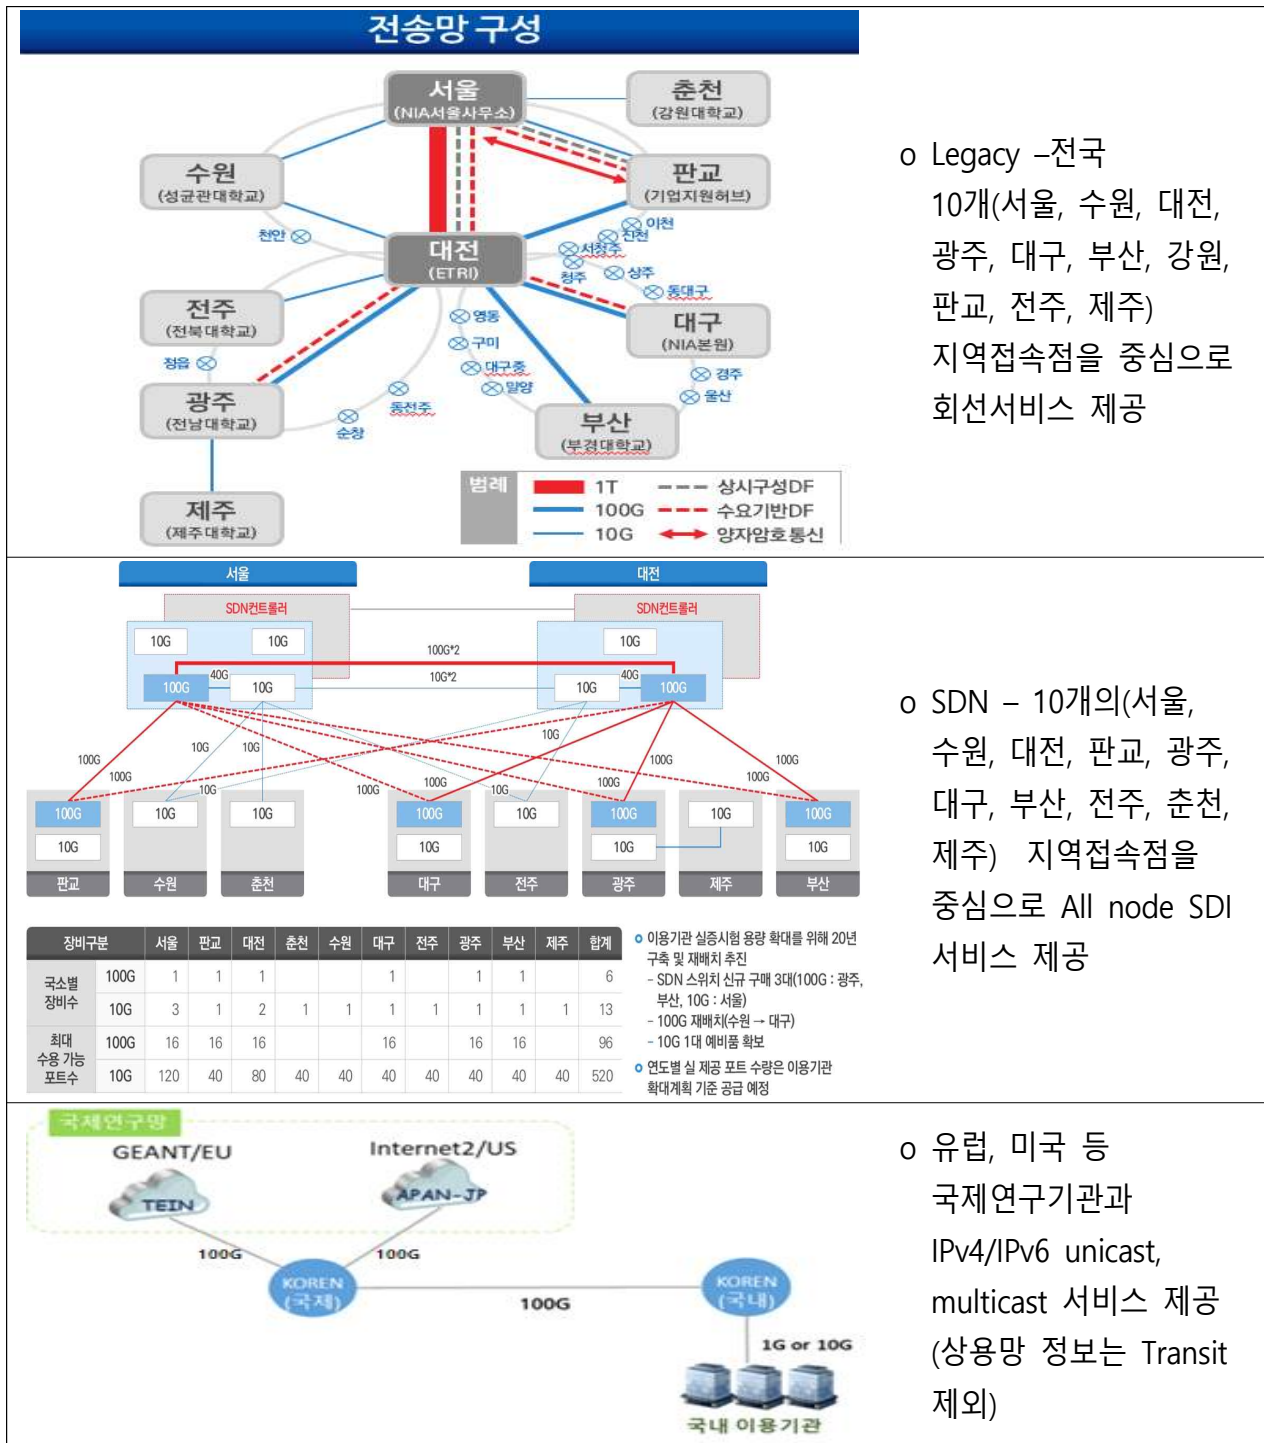 전송망 구성
서울
(NIA서울사무소)
춘천
(강원대학교)
수원
(성균관대학교)
판교
(기업지원허브)
이천
진천
천안
대전
(ETRI)
서청주
청주
상주
동대구
전주
(전북대학교)
영동
구미
대구중
밀양
대구
(NIA본원)
정읍
경주
울산
광주
(전남대학교)
동전주
순창
부산
(부경대학교)
제주
(제주대학교)
범례
1T
상시구성DF
100G
수요기반DF
10G
양자암호통신
o Legacy –전국
10개(서울, 수원, 대전,
광주, 대구, 부산, 강원,
판교, 전주, 제주)
지역접속점을 중심으로
회선서비스 제공
서울
대전
SDN컨트롤러
SDN컨트롤러
10G
10G
10G
100G*2
40G
10G*2
40G
100G
10G
10G
100G
100G
10G
10G
10G
100G
100G
100G
10G
100G
100G
10G
100G
100G
100G
10G
10G
100G
10G
100G
10G
100G
10G
10G
10G
10G
판교
수원
춘천
대구
전주
광주
제주
부산
장비구분 서울 판교 대전 춘천 수원 대구 전주 광주 부산 제주 합계
국소별 장비수 100G 1 1 1 1 1 1 6
10G 3 1 2 1 1 1 1 1 1 1 13
최대 수용 가능 포트수 100G 16 16 16 16 16 16 96
10G 120 40 80 40 40 40 40 40 40 40 520
이용기관 실증시험 용량 확대를 위해 20년
구축 및 재배치 추진
- SDN 스위치 신규 구매 3대(100G : 광주,
부산, 10G : 서울)
- 100G 재배치(수원 → 대구)
- 10G 1대 예비품 확보
연도별 실 제공 포트 수량은 이용기관
확대계획 기준 공급 예정
o SDN – 10개의(서울,
수원, 대전, 판교, 광주,
대구, 부산, 전주, 춘천,
제주) 지역접속점을
중심으로 All node SDI
서비스 제공
국제연구망
GEANT/EU
Internet2/US
TEIN
APAN-JP
100G
100G
KOREN
(국제)
100G
KOREN
(국내)
1G or 10G
국내 이용기관
o 유럽, 미국 등
국제연구기관과
IPv4/IPv6 unicast,
multicast 서비스 제공
(상용망 정보는 Transit
제외)